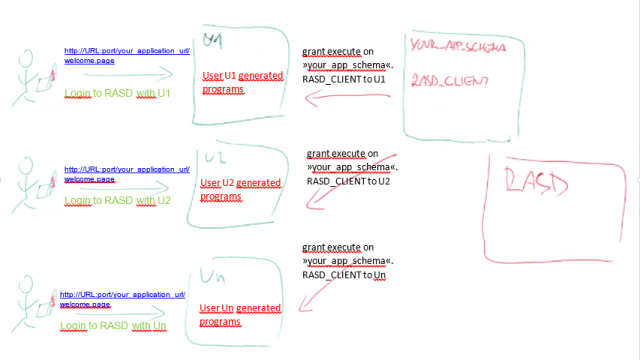 http://URL:port/your_application_url/
welcome.page
Login to RASD with U1
U1
User U1 generated
programs.
grant execute on
»your_app_schema«.
RASD_CLIENT to U1
YOUR_APP_SCHEMA
RASD_CLIENT
http://URL:port/your_application_url/
welcome.page
Login to RASD with U2
U2
User U2 generated
programs.
grant execute on
»your_app_schema«.
RASD_CLIENT to U2
RASD
http://URL:port/your_application_url/
welcome.page
Login to RASD with Un
Un
User Un generated
programs.
grant execute on
»your_app_schema«.
RASD_CLIENT to Un